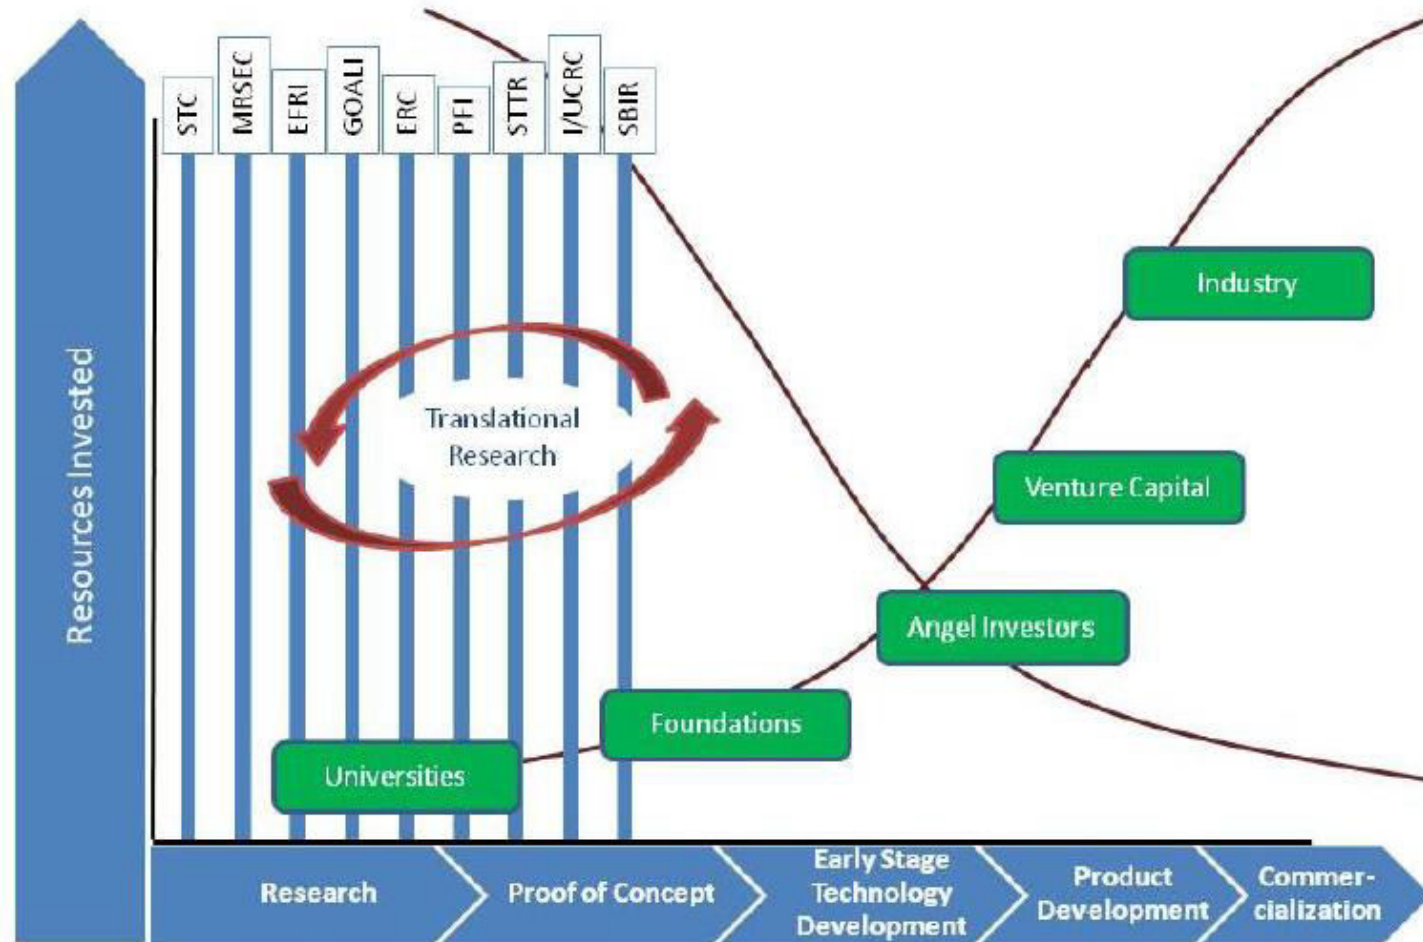 STC
MRSEC
EFRI
GOALI
ERC
PFI
STTR
I/UCRC
SBIR
Resources Invested
Translational
Research
Industry
Venture Capital
Angel Investors
Foundations
Universities
Research
Proof of Concept
Early Stage
Technology
Development
Product
Development
Commer-
cialization